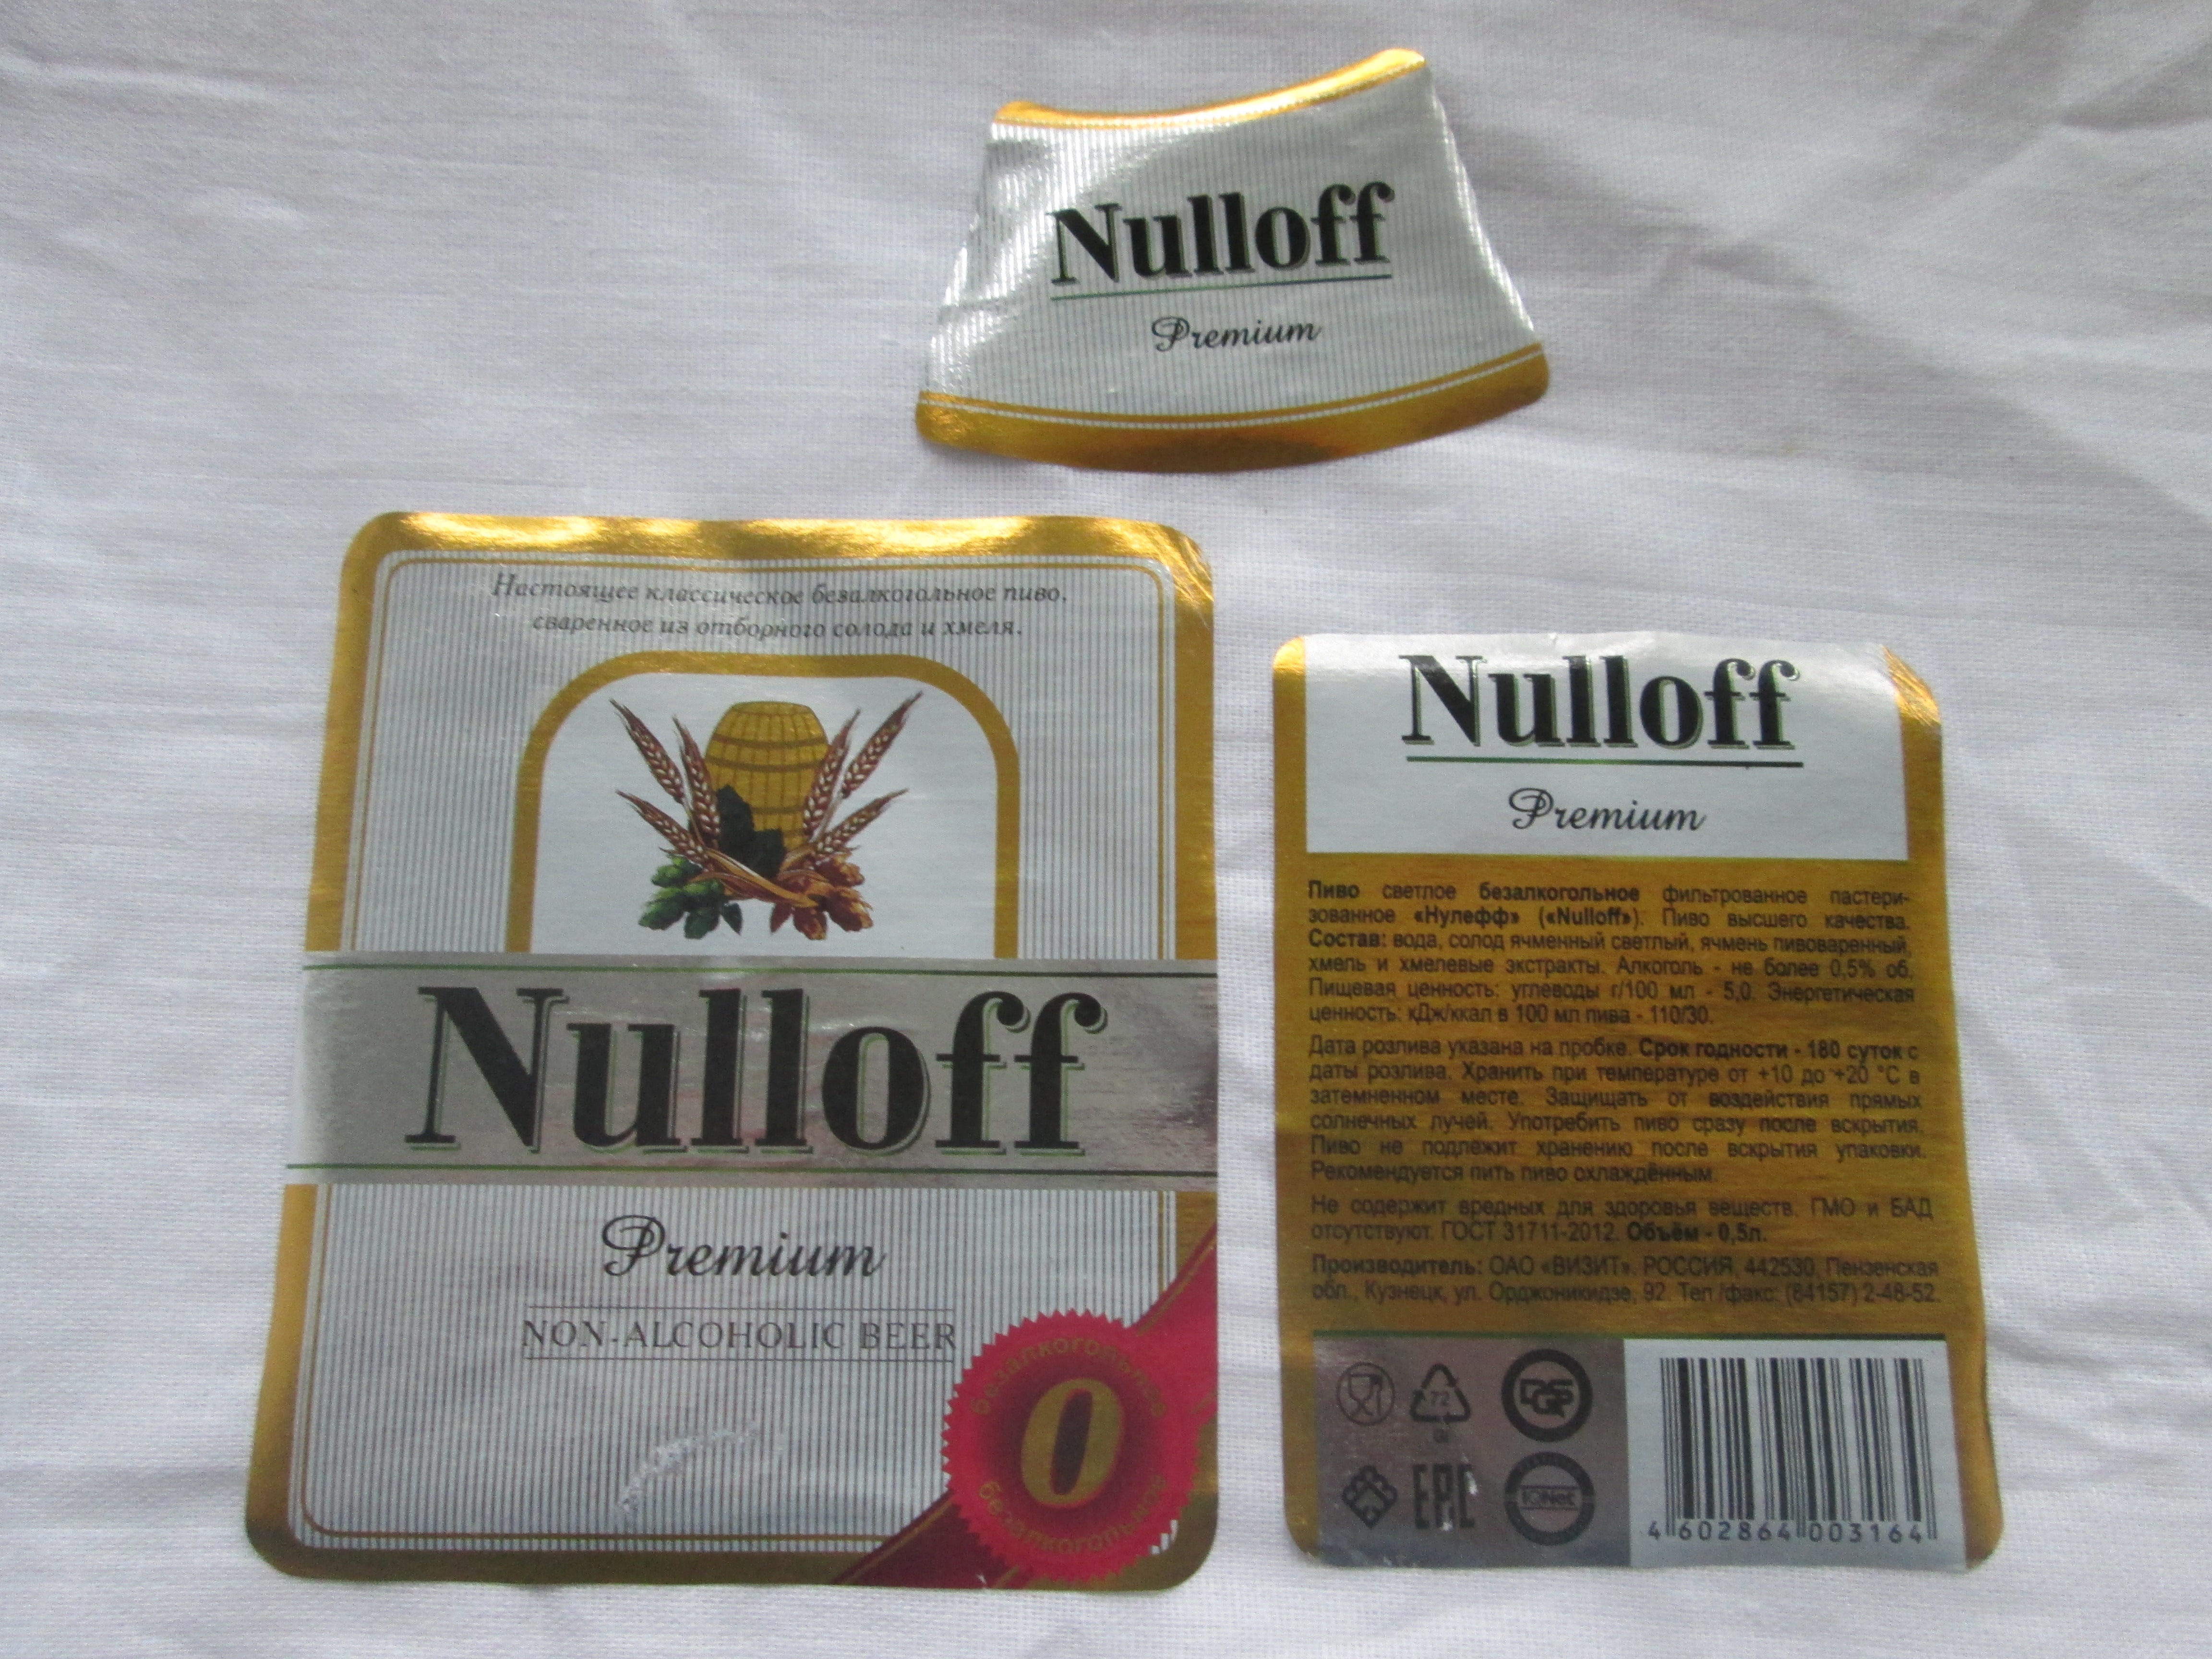 Nulloff
Premium
Настоящее классическое безалкогольное пиво,
сваренное из отборного солода и хмеля.
Nulloff
Premium
NON-ALCOHOLIC BEER
безалкогольное
0
безалкогольное
Nulloff
Premium
Пиво светлое безалкогольное фильтрованное пастери-
зованное «Нулефф» («Nulloff»). Пиво высшего качества.
Состав: вода, солод ячменный светлый, ячмень пивоваренный,
хмель и хмелевые экстракты. Алкоголь - не более 0,5% об.
Пищевая ценность: углеводы г/100 мл - 5,0. Энергетическая
ценность: кДж/ккал в 100 мл пива - 110/30.
Дата розлива указана на пробке. Срок годности - 180 суток с
даты розлива. Хранить при температуре от +10 до +20 °С в
затемненном месте. Защищать от воздействия прямых
солнечных лучей. Употребить пиво сразу после вскрытия.
Пиво не подлежит хранению после вскрытия упаковки.
Рекомендуется пить пиво охлаждённым.
Не содержит вредных для здоровья веществ. ГМО и БАД
отсутствуют. ГОСТ 31711-2012. Объём - 0,5л.
Производитель: ОАО «ВИЗИТ». РОССИЯ, 442530, Пензенская
обл., Кузнецк, ул. Орджоникидзе, 92. Тел./факс: (84157) 2-48-52.
72
DQS
EAC
IQNet
4 602864 003164